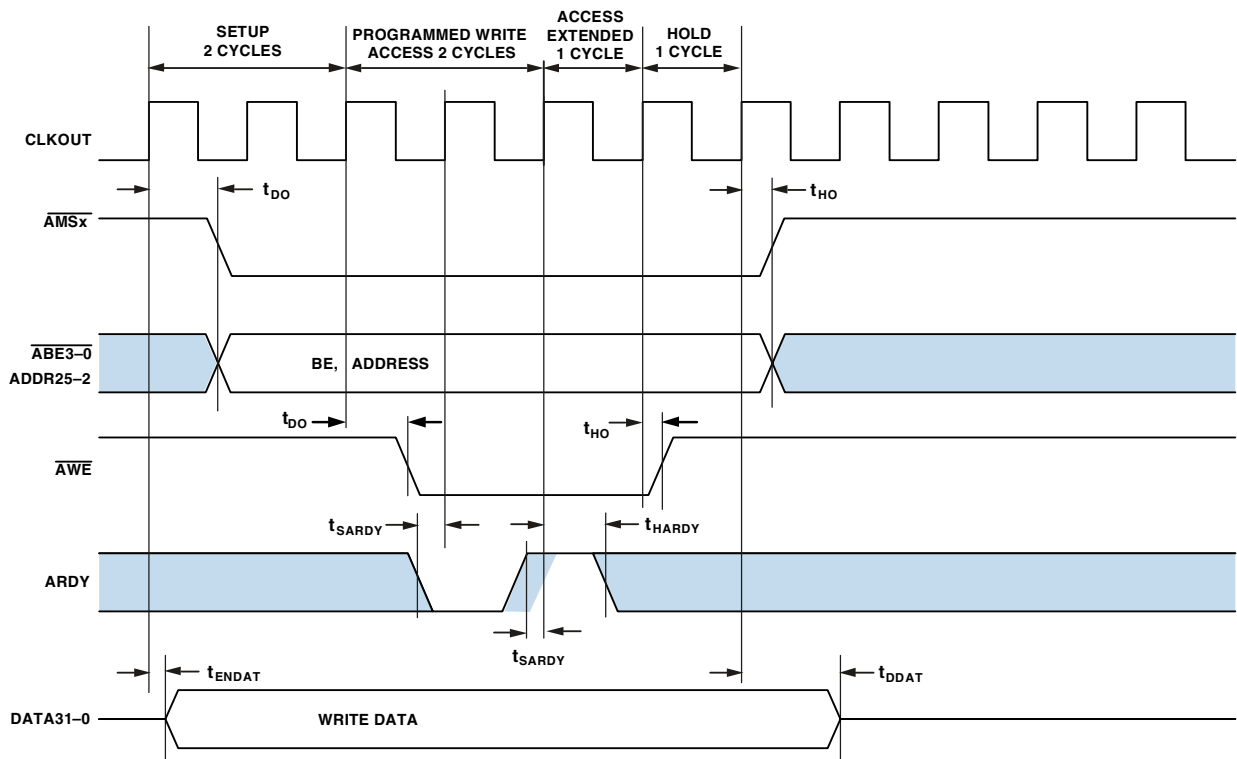 SETUP
2 CYCLES
PROGRAMMED WRITE
ACCESS 2 CYCLES
ACCESS
EXTENDED
1 CYCLE
HOLD
1 CYCLE
CLKOUT
tDO
tHO
AMSx
ABE3–0
ADDR25–2
BE, ADDRESS
tDO
tHO
AWE
tSARDY
tHARDY
ARDY
tSARDY
tENDAT
tDDAT
DATA31–0
WRITE DATA